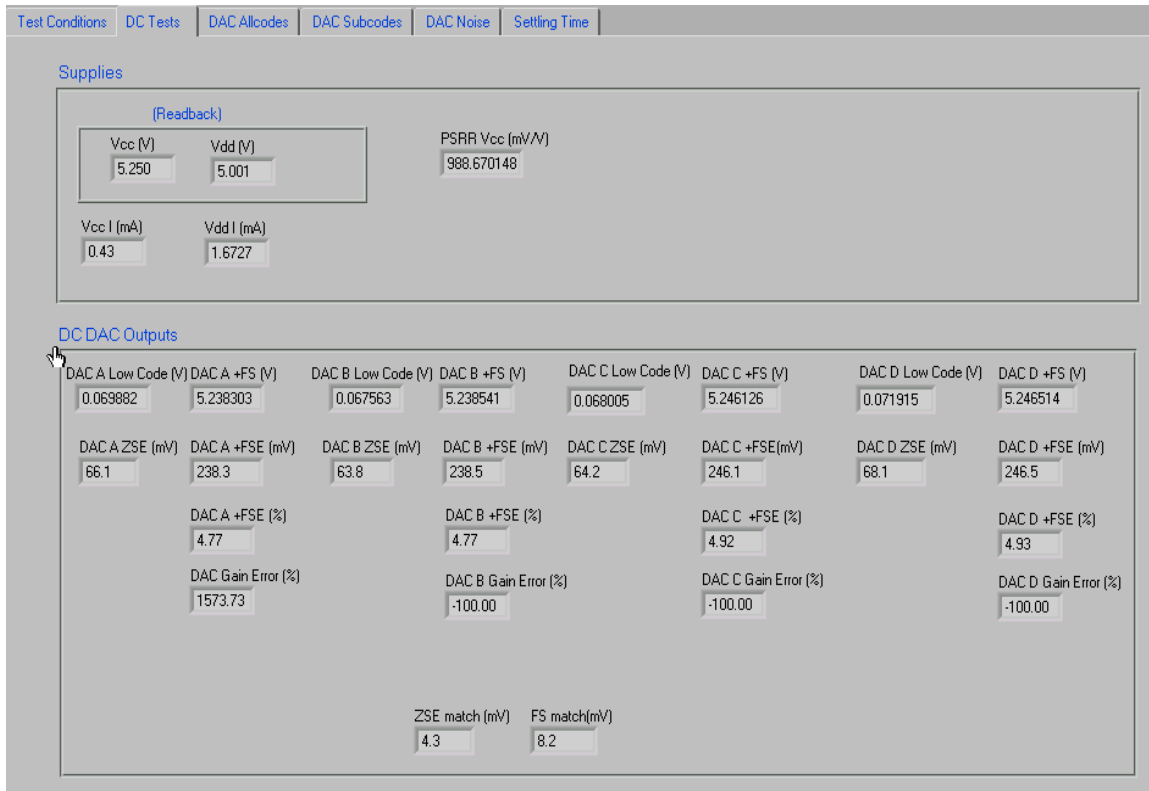 Test Conditions DC Tests DAC Allcodes DAC Subcodes DAC Noise Settling Time
Supplies
(Readback)
Vcc (V) Vdd (V) PSRR Vcc (mV/V)
5.250 5.001 988.670148
Vcc I (mA) Vdd I (mA)
0.43 1.6727
DC DAC Outputs
DAC A Low Code (V) DAC A +FS (V) DAC B Low Code (V) DAC B +FS (V) DAC C Low Code (V) DAC C +FS (V) DAC D Low Code (V) DAC D +FS (V)
0.069882 5.238303 0.067563 5.238541 0.068005 5.246126 0.071915 5.246514
DAC A ZSE (mV) DAC A +FSE (mV) DAC B ZSE (mV) DAC B +FSE (mV) DAC C ZSE (mV) DAC C +FSE(mV) DAC D ZSE (mV) DAC D +FSE (mV)
66.1 238.3 63.8 238.5 64.2 246.1 68.1 246.5
DAC A +FSE (%) DAC B +FSE (%) DAC C +FSE (%) DAC D +FSE (%)
4.77 4.77 4.92 4.93
DAC Gain Error (%) DAC B Gain Error (%) DAC C Gain Error (%) DAC D Gain Error (%)
1573.73 -100.00 -100.00 -100.00
ZSE match (mV) FS match(mV)
4.3 8.2